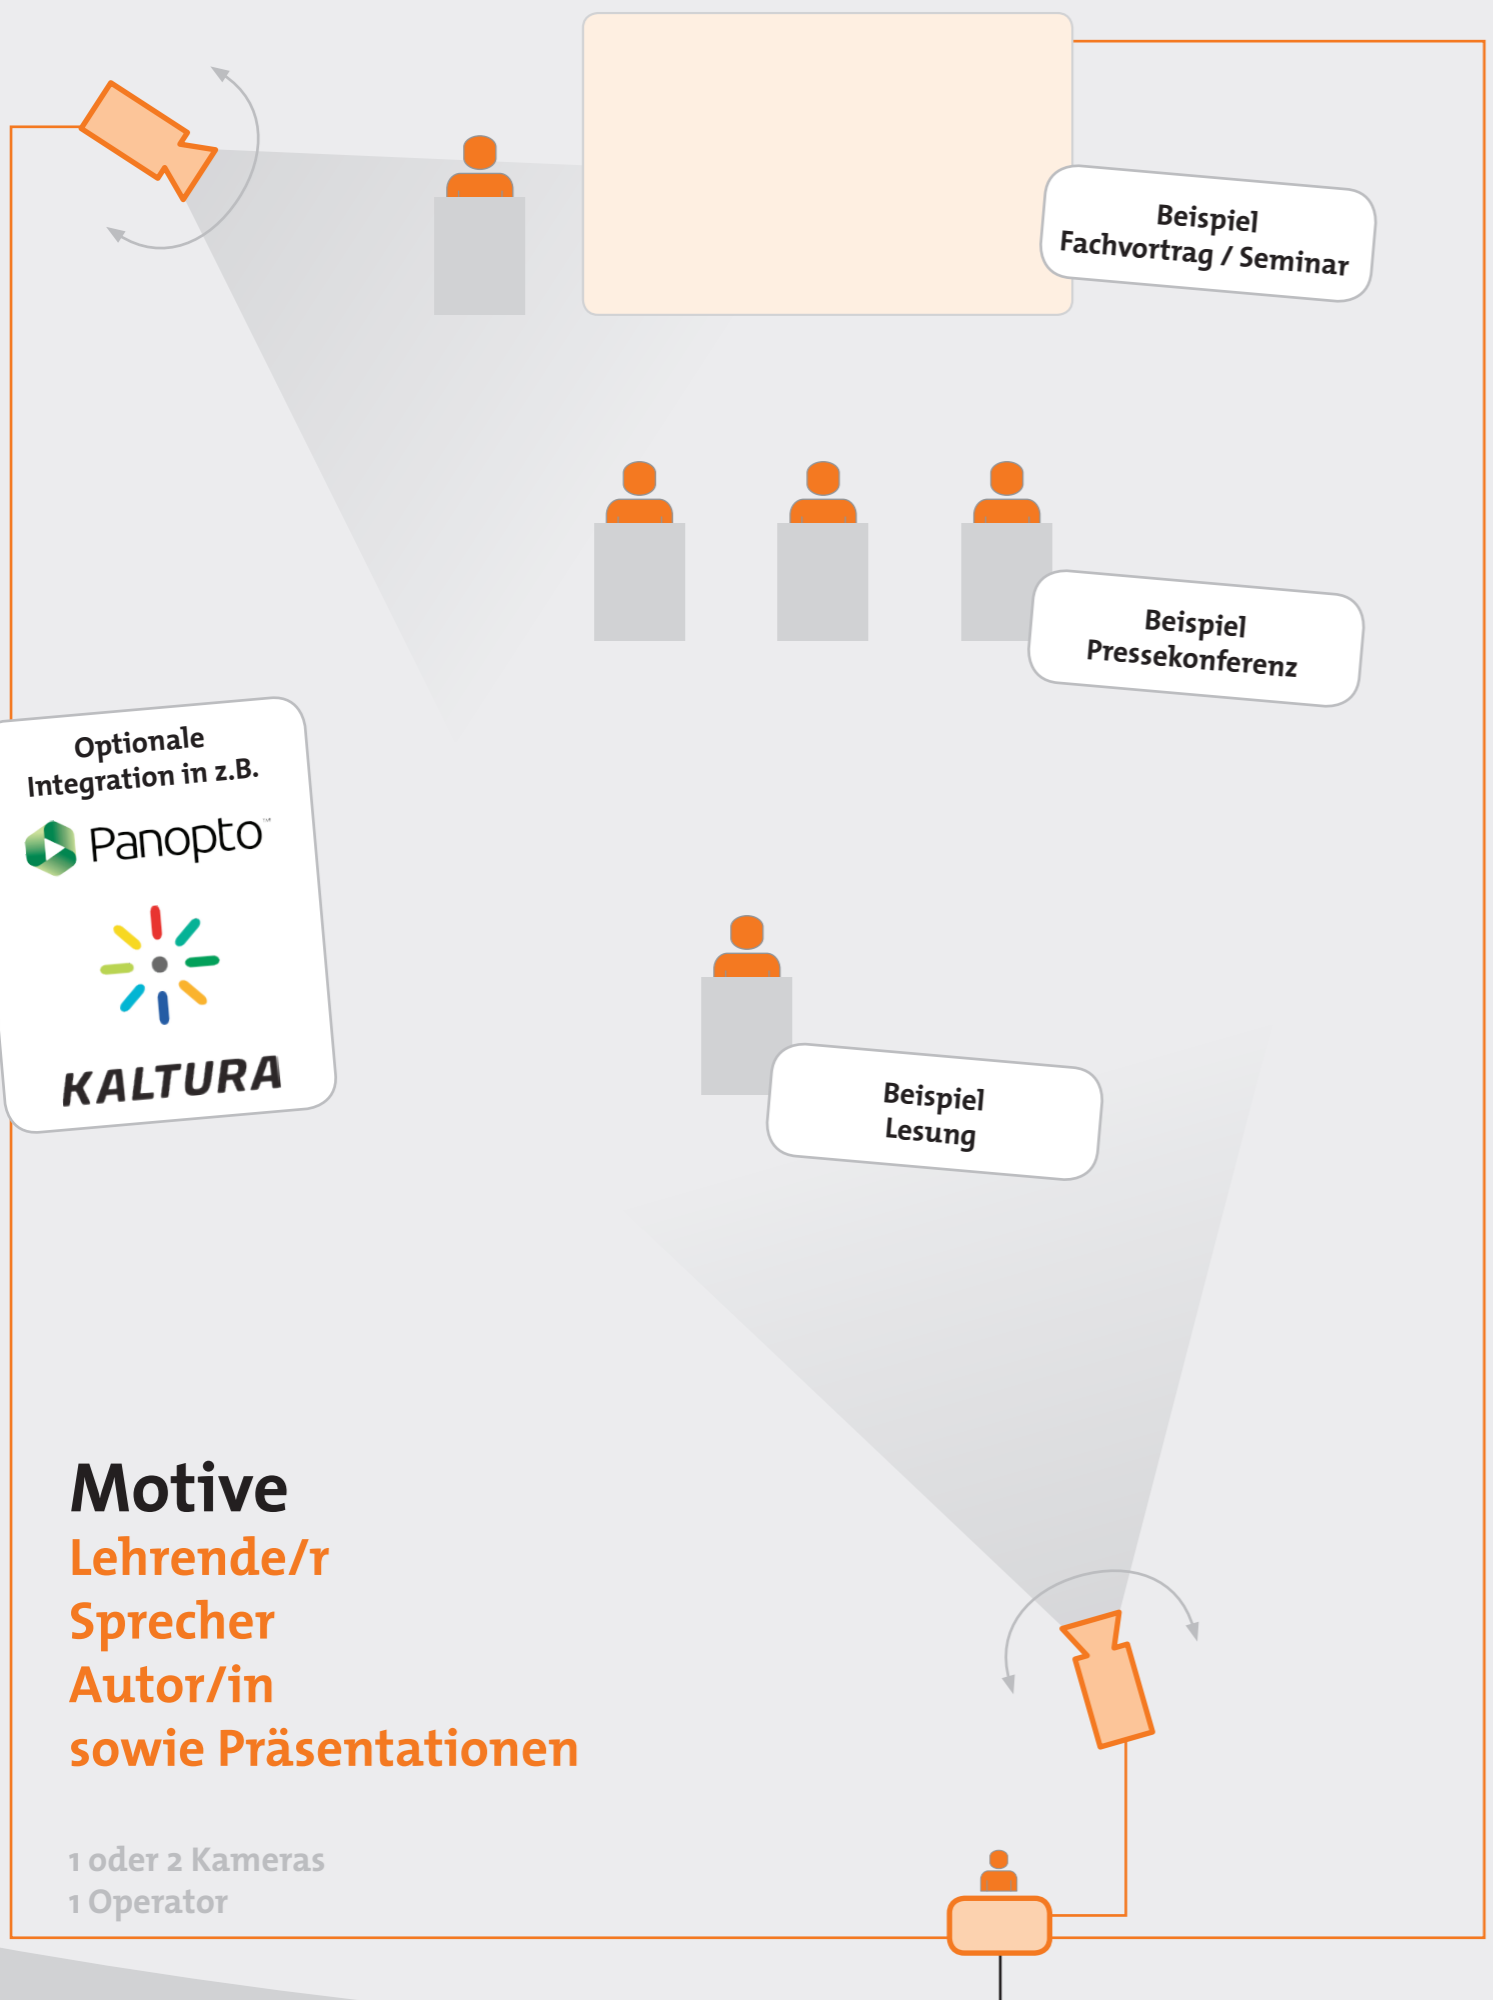 Beispiel
Fachvortrag / Seminar
Beispiel
Pressekonferenz
Optionale
Integration in z.B.
Panopto™
KALTURA
Beispiel
Lesung
Motive
Lehrende/r
Sprecher
Autor/in
sowie Präsentationen
1 oder 2 Kameras
1 Operator